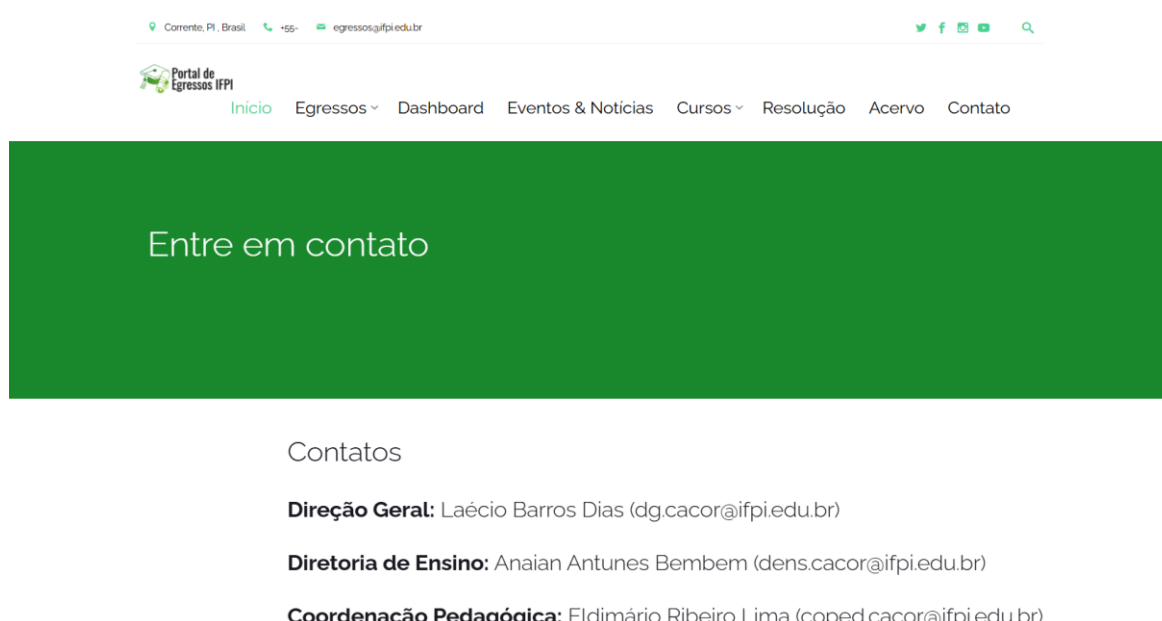 Corrente, PI , Brasil +55- egressos@ifpi.edu.br
Portal de
Egressos IFPI
Início Egressos Dashboard Eventos & Notícias Cursos Resolução Acervo Contato
Entre em contato
Contatos
Direção Geral: Laécio Barros Dias (dg.cacor@ifpi.edu.br)
Diretoria de Ensino: Anaian Antunes Bembem (dens.cacor@ifpi.edu.br)
Coordenação Pedagógica: Eldimário Ribeiro Lima (coped.cacor@ifpi.edu.br)